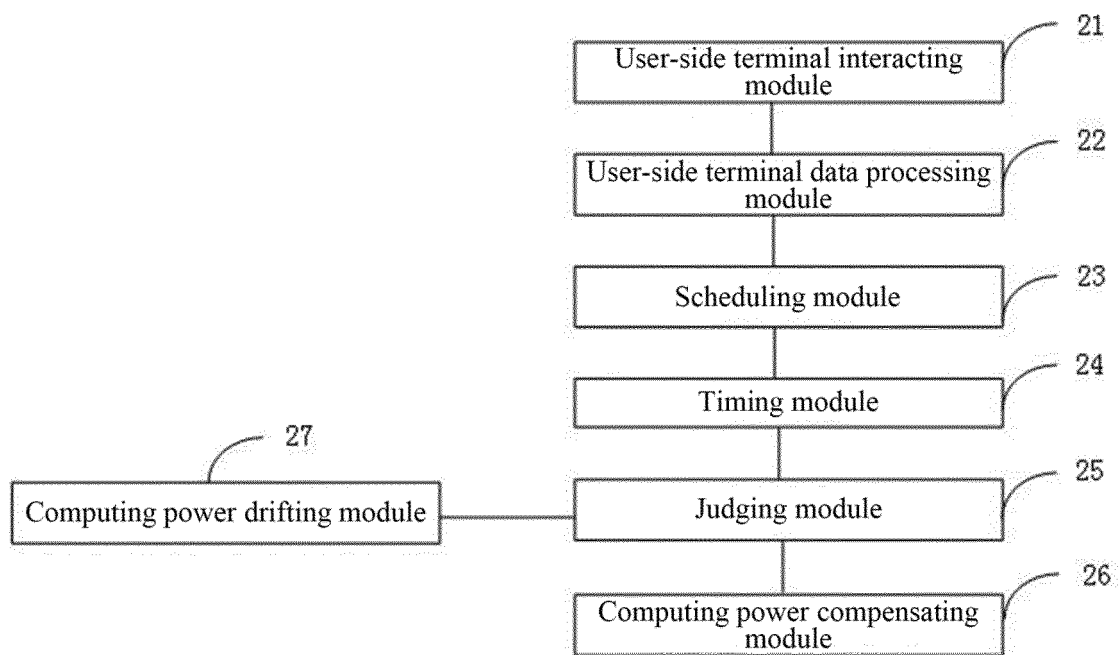 21
User-side terminal interacting
module
22
User-side terminal data processing
module
23
Scheduling module
24
Timing module
27
Computing power drifting module
25
Judging module
26
Computing power compensating
module